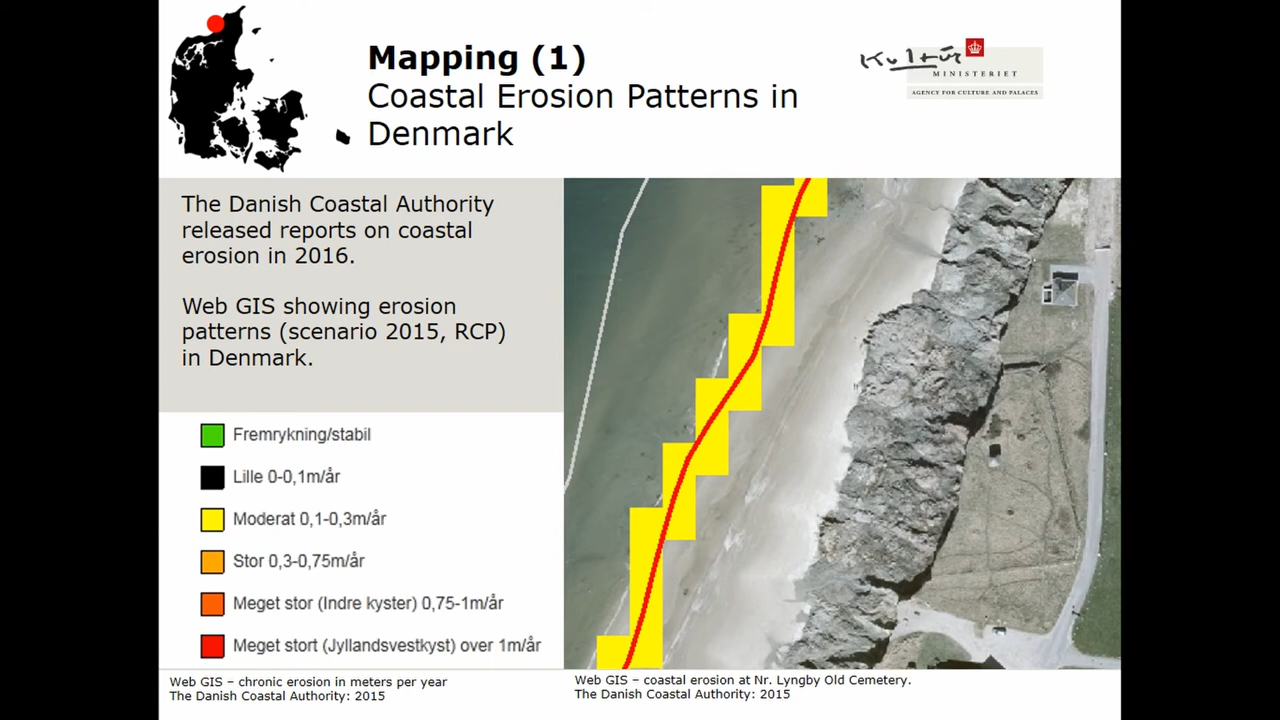 Mapping (1)
Coastal Erosion Patterns in
Denmark
Kultur
MINISTERIET
AGENCY FOR CULTURE AND PALACES
The Danish Coastal Authority
released reports on coastal
erosion in 2016.
Web GIS showing erosion
patterns (scenario 2015, RCP)
in Denmark.
Fremrykning/stabil
Lille 0-0,1m/år
Moderat 0,1-0,3m/år
Stor 0,3-0,75m/år
Meget stor (Indre kyster) 0,75-1m/år
Meget stort (Jyllandsvestkyst) over 1m/år
Web GIS – chronic erosion in meters per year
The Danish Coastal Authority: 2015
Web GIS – coastal erosion at Nr. Lyngby Old Cemetery.
The Danish Coastal Authority: 2015